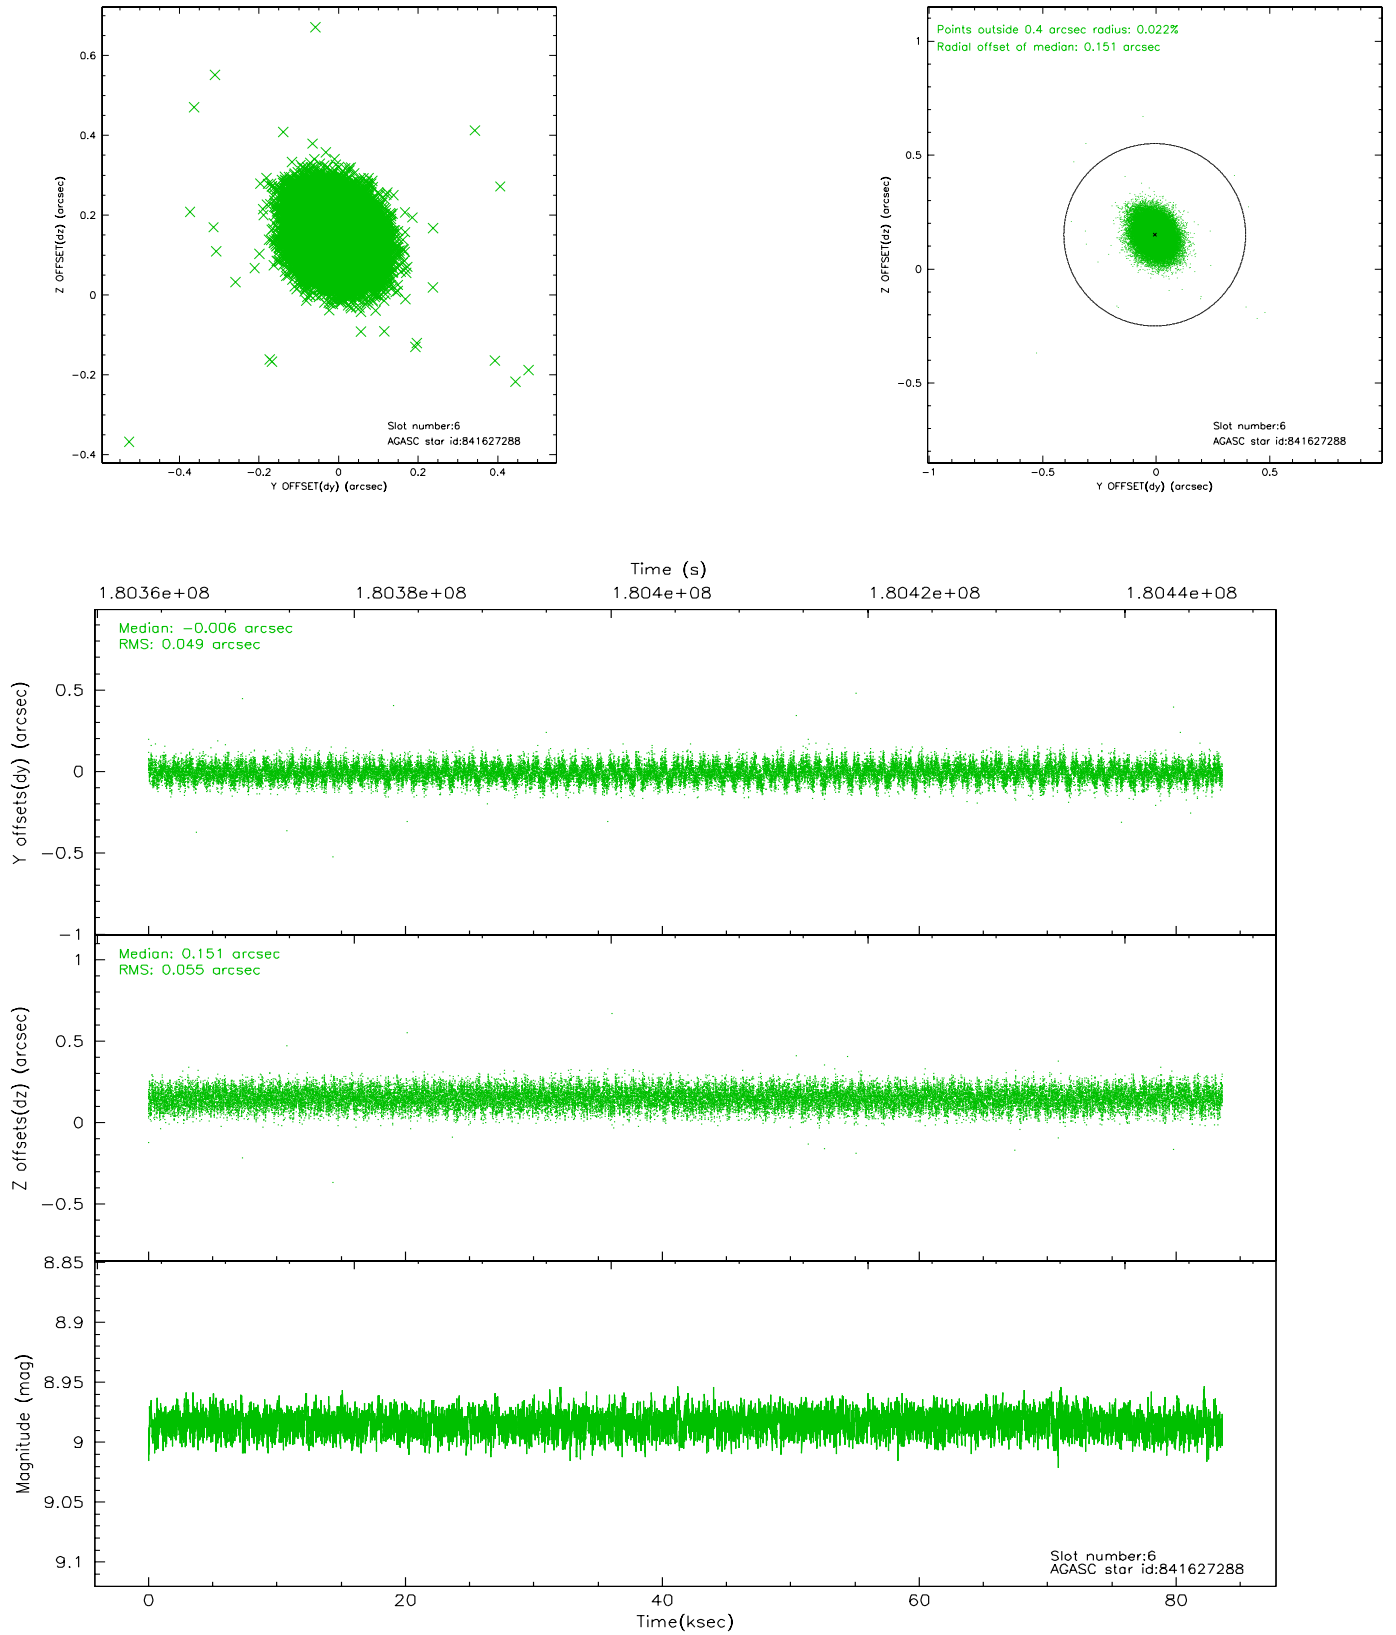 0.6
0.4
0.2
0
−0.2
−0.4
Z OFFSET(dz) (arcsec)
Slot number:6
AGASC star id:841627288
−0.4 −0.2 0 0.2 0.4
Y OFFSET(dy) (arcsec)
Points outside 0.4 arcsec radius: 0.022%
Radial offset of median: 0.151 arcsec
1
0.5
0
−0.5
Z OFFSET(dz) (arcsec)
Slot number:6
AGASC star id:841627288
−1 −0.5 0 0.5
Y OFFSET(dy) (arcsec)
Time (s)
1.8036e+08 1.8038e+08 1.804e+08 1.8042e+08 1.8044e+08
Median: −0.006 arcsec
RMS: 0.049 arcsec
0.5
0
−0.5
−1
Y offsets(dy) (arcsec)
Median: 0.151 arcsec
RMS: 0.055 arcsec
1
0.5
0
−0.5
Z offsets(dz) (arcsec)
8.85
8.9
8.95
9
9.05
9.1
Magnitude (mag)
Slot number:6
AGASC star id:841627288
0 20 40 60 80
Time(ksec)